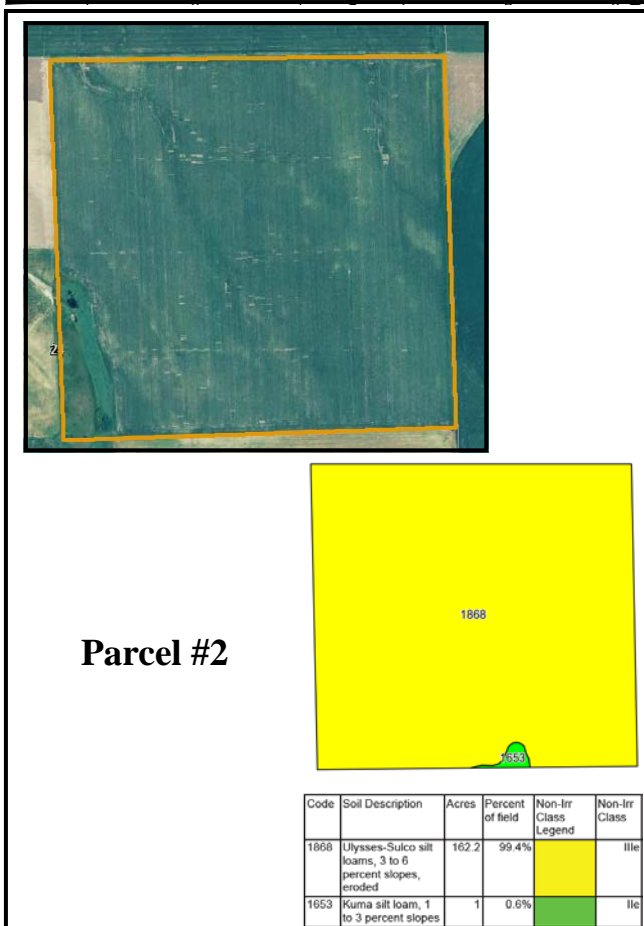 24
Parcel #2
1868
1653
Code Soil Description Acres Percent of field Non-Irr Class Legend Non-Irr Class
1868 Ulysses-Sulco silt loams, 3 to 6 percent slopes, eroded 162.2 99.4% IIIe
1653 Kuma silt loam, 1 to 3 percent slopes 1 0.6% IIe